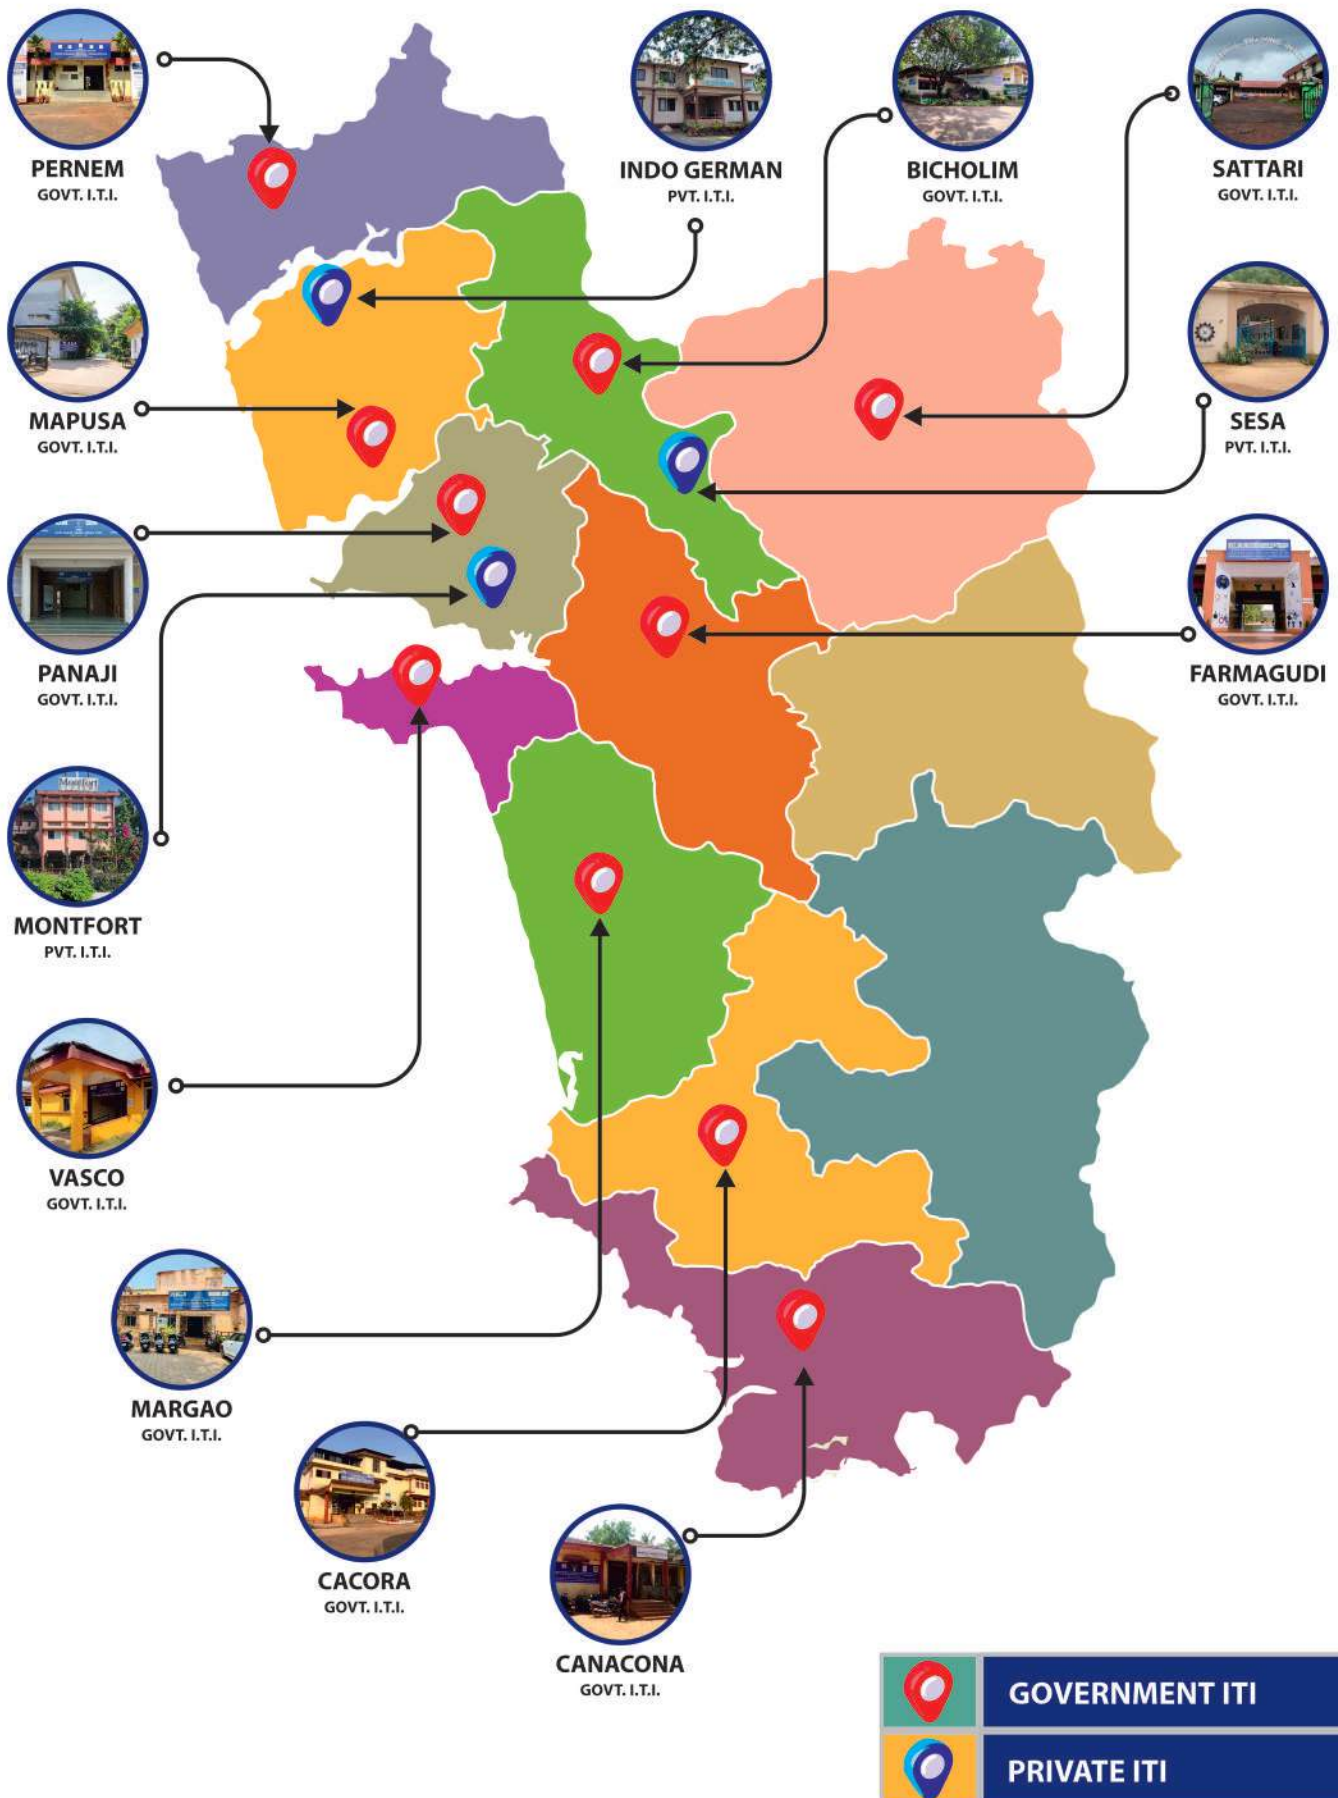 PERNEM
GOVT. I.T.I.
INDO GERMAN
PVT. I.T.I.
BICHOLIM
GOVT. I.T.I.
SATTARI
GOVT. I.T.I.
MAPUSA
GOVT. I.T.I.
SESA
PVT. I.T.I.
PANAJI
GOVT. I.T.I.
FARMAGUDI
GOVT. I.T.I.
Montfort
MONTFORT
PVT. I.T.I.
VASCO
GOVT. I.T.I.
MARGAO
GOVT. I.T.I.
CACORA
GOVT. I.T.I.
CANACONA
GOVT. I.T.I.
GOVERNMENT ITI
PRIVATE ITI